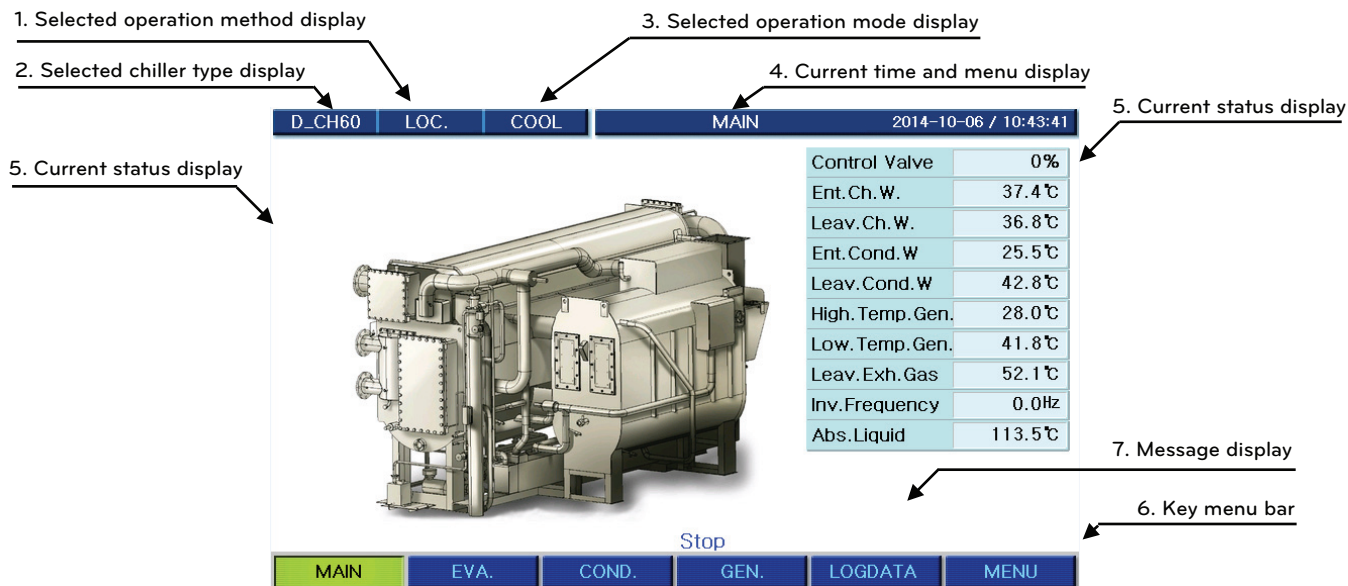 1. Selected operation method display
3. Selected operation mode display
2. Selected chiller type display
4. Current time and menu display
5. Current status display
D_CH60 LOC. COOL MAIN 2014-10-06 / 10:43:41
5. Current status display
Control Valve 0%
Ent.Ch.W. 37.4℃
Leav.Ch.W. 36.8℃
Ent.Cond.W 25.5℃
Leav.Cond.W 42.8℃
High.Temp.Gen. 28.0℃
Low.Temp.Gen. 41.8℃
Leav.Exh.Gas 52.1℃
Inv.Frequency 0.0Hz
Abs.Liquid 113.5℃
7. Message display
6. Key menu bar
Stop
MAIN EVA. COND. GEN. LOGDATA MENU